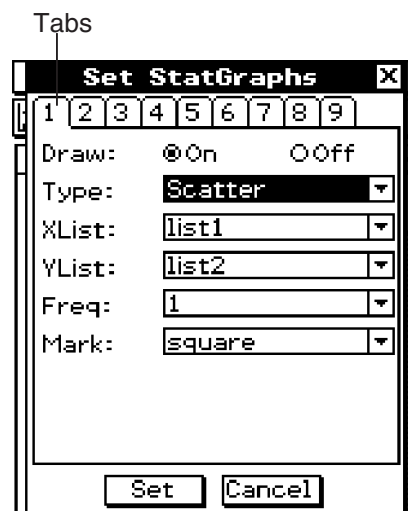 Tabs
Set StatGraphs
1 2 3 4 5 6 7 8 9
Draw: On Off
Type: Scatter
XList: list1
YList: list2
Freq: 1
Mark: square
Set Cancel